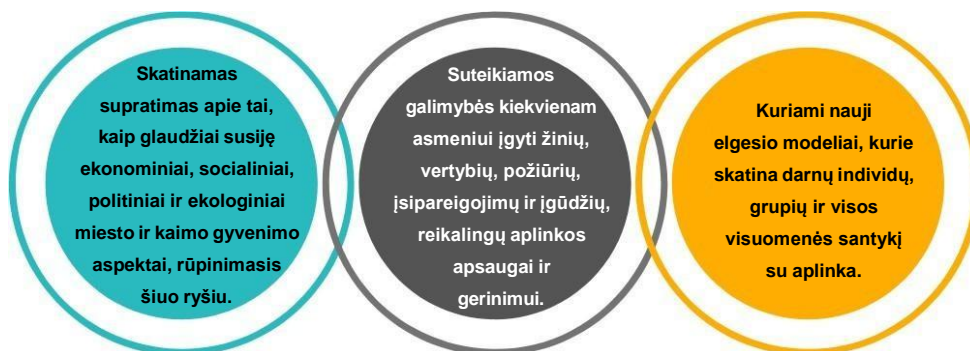 Skatinamas
supratimas apie tai,
kaip glaudžiai susiję
ekonominiai, socialiniai,
politiniai ir ekologiniai
miesto ir kaimo gyvenimo
aspektai, rūpinimasis
šiuo ryšiu.
Suteikiamos
galimybės kiekvienam
asmeniui įgyti žinių,
vertybių, požiūrių,
įsipareigojimų ir įgūdžių,
reikalingų aplinkos
apsaugai ir
gerinimui.
Kuriami nauji
elgesio modeliai, kurie
skatina darnų individų,
grupių ir visos
visuomenės santykį
su aplinka.